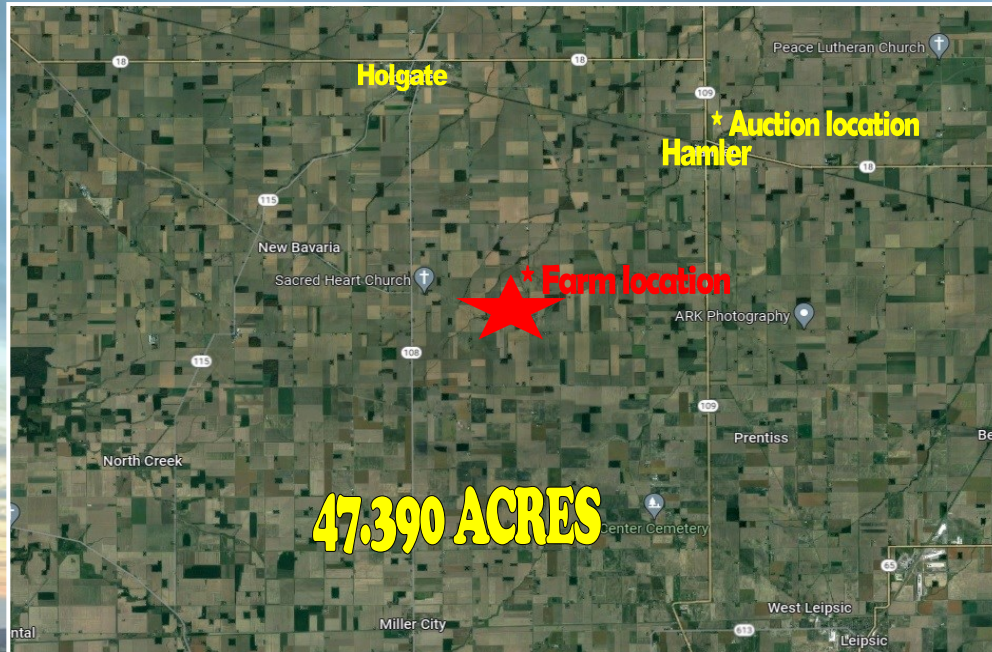 Peace Lutheran Church
18
18
Holgate
109
* Auction location
Hamler
18
115
New Bavaria
Sacred Heart Church
* Farm location
ARK Photography
108
115
109
Prentiss
North Creek
47.390 ACRES
Center Cemetery
65
West Leipsic
Miller City
613
Leipsic